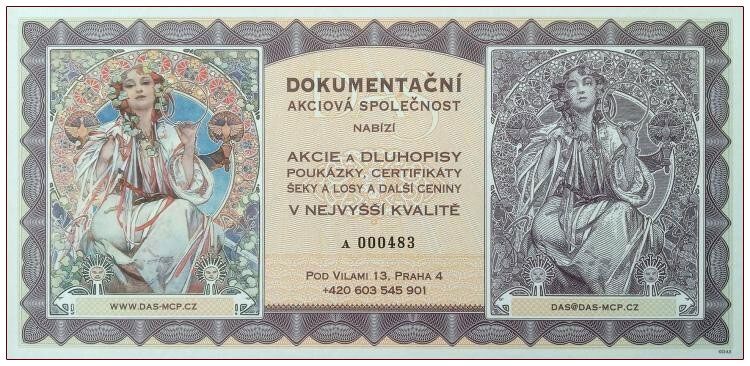 DOKUMENTAČNÍ
AKCIOVÁ SPOLEČNOST
NABÍZÍ
AKCIE A DLUHOPISY
POUKÁZKY, CERTIFIKÁTY
ŠEKY A LOSY A DALŠÍ CENINY
V NEJVYŠŠÍ KVALITĚ
A 000483
POD VILAMI 13, PRAHA 4
+420 603 545 901
WWW.DAS-MCP.CZ
DAS@DAS-MCP.CZ